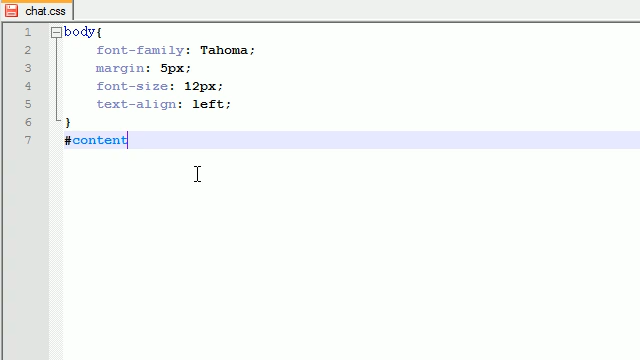 chat.css
1 body{
2 font-family: Tahoma;
3 margin: 5px;
4 font-size: 12px;
5 text-align: left;
6 }
7 #content